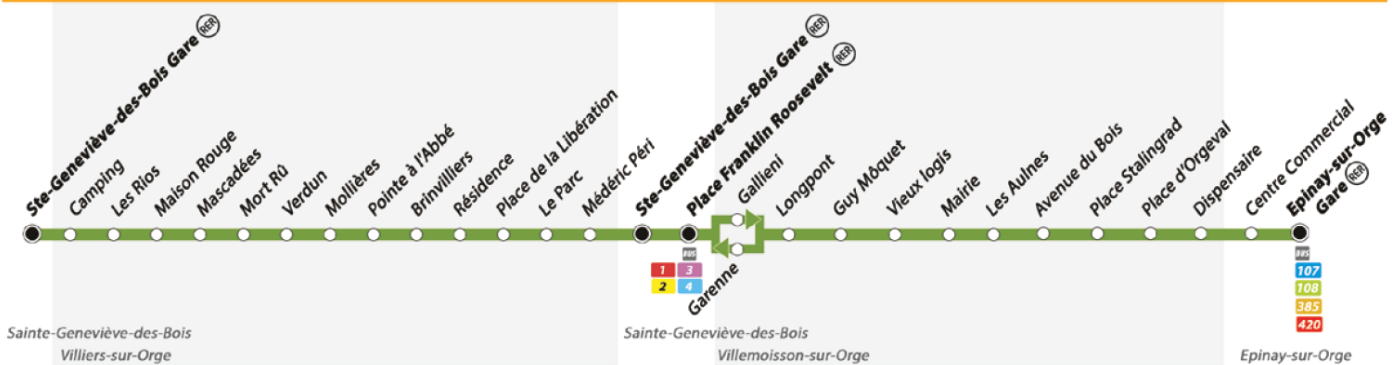 Ste-Geneviève-des-Bois Gare RER
Camping
Les Rios
Maison Rouge
Mascadées
Mort Rû
Verdun
Mollières
Pointe à l'Abbé
Brinvilliers
Résidence
Place de la Libération
Le Parc
Médéric Péri
Ste-Geneviève-des-Bois Gare RER
Place Franklin Roosevelt RER
Gallieni
Garenne
Longpont
Guy Môquet
Vieux logis
Mairie
Les Aulnes
Avenue du Bois
Place Stalingrad
Place d'Orgeval
Dispensaire
Centre Commercial
Epinay-sur-Orge
Gare RER
BUS
1 3
2 4
BUS
107
108
385
420
Sainte-Geneviève-des-Bois
Villiers-sur-Orge
Sainte-Geneviève-des-Bois
Villemoisson-sur-Orge
Epinay-sur-Orge